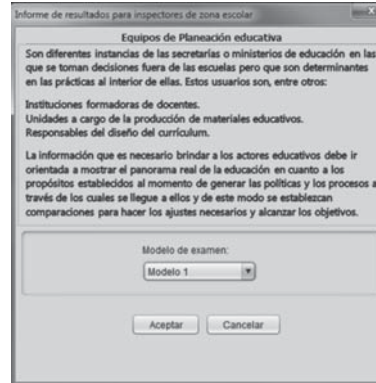 Informe de resultados para inspectores de zona escolar
Equipos de Planeación educativa
Son diferentes instancias de las secretarías o ministerios de educación en las
que se toman decisiones fuera de las escuelas pero que son determinantes
en las prácticas al interior de ellas. Estos usuarios son, entre otros:
Instituciones formadoras de docentes.
Unidades a cargo de la producción de materiales educativos.
Responsables del diseño del currículum.
La información que es necesario brindar a los actores educativos debe ir
orientada a mostrar el panorama real de la educación en cuanto a los
propósitos establecidos al momento de generar las políticas y los procesos a
través de los cuales se llegue a ellos y de este modo se establezcan
comparaciones para hacer los ajustes necesarios y alcanzar los objetivos.
Modelo de examen:
Modelo 1
Aceptar Cancelar